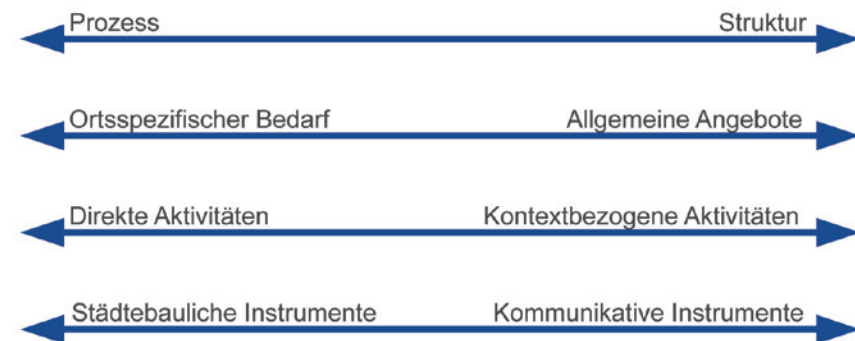 Prozess Struktur
Ortsspezifischer Bedarf Allgemeine Angebote
Direkte Aktivitäten Kontextbezogene Aktivitäten
Städtebauliche Instrumente Kommunikative Instrumente